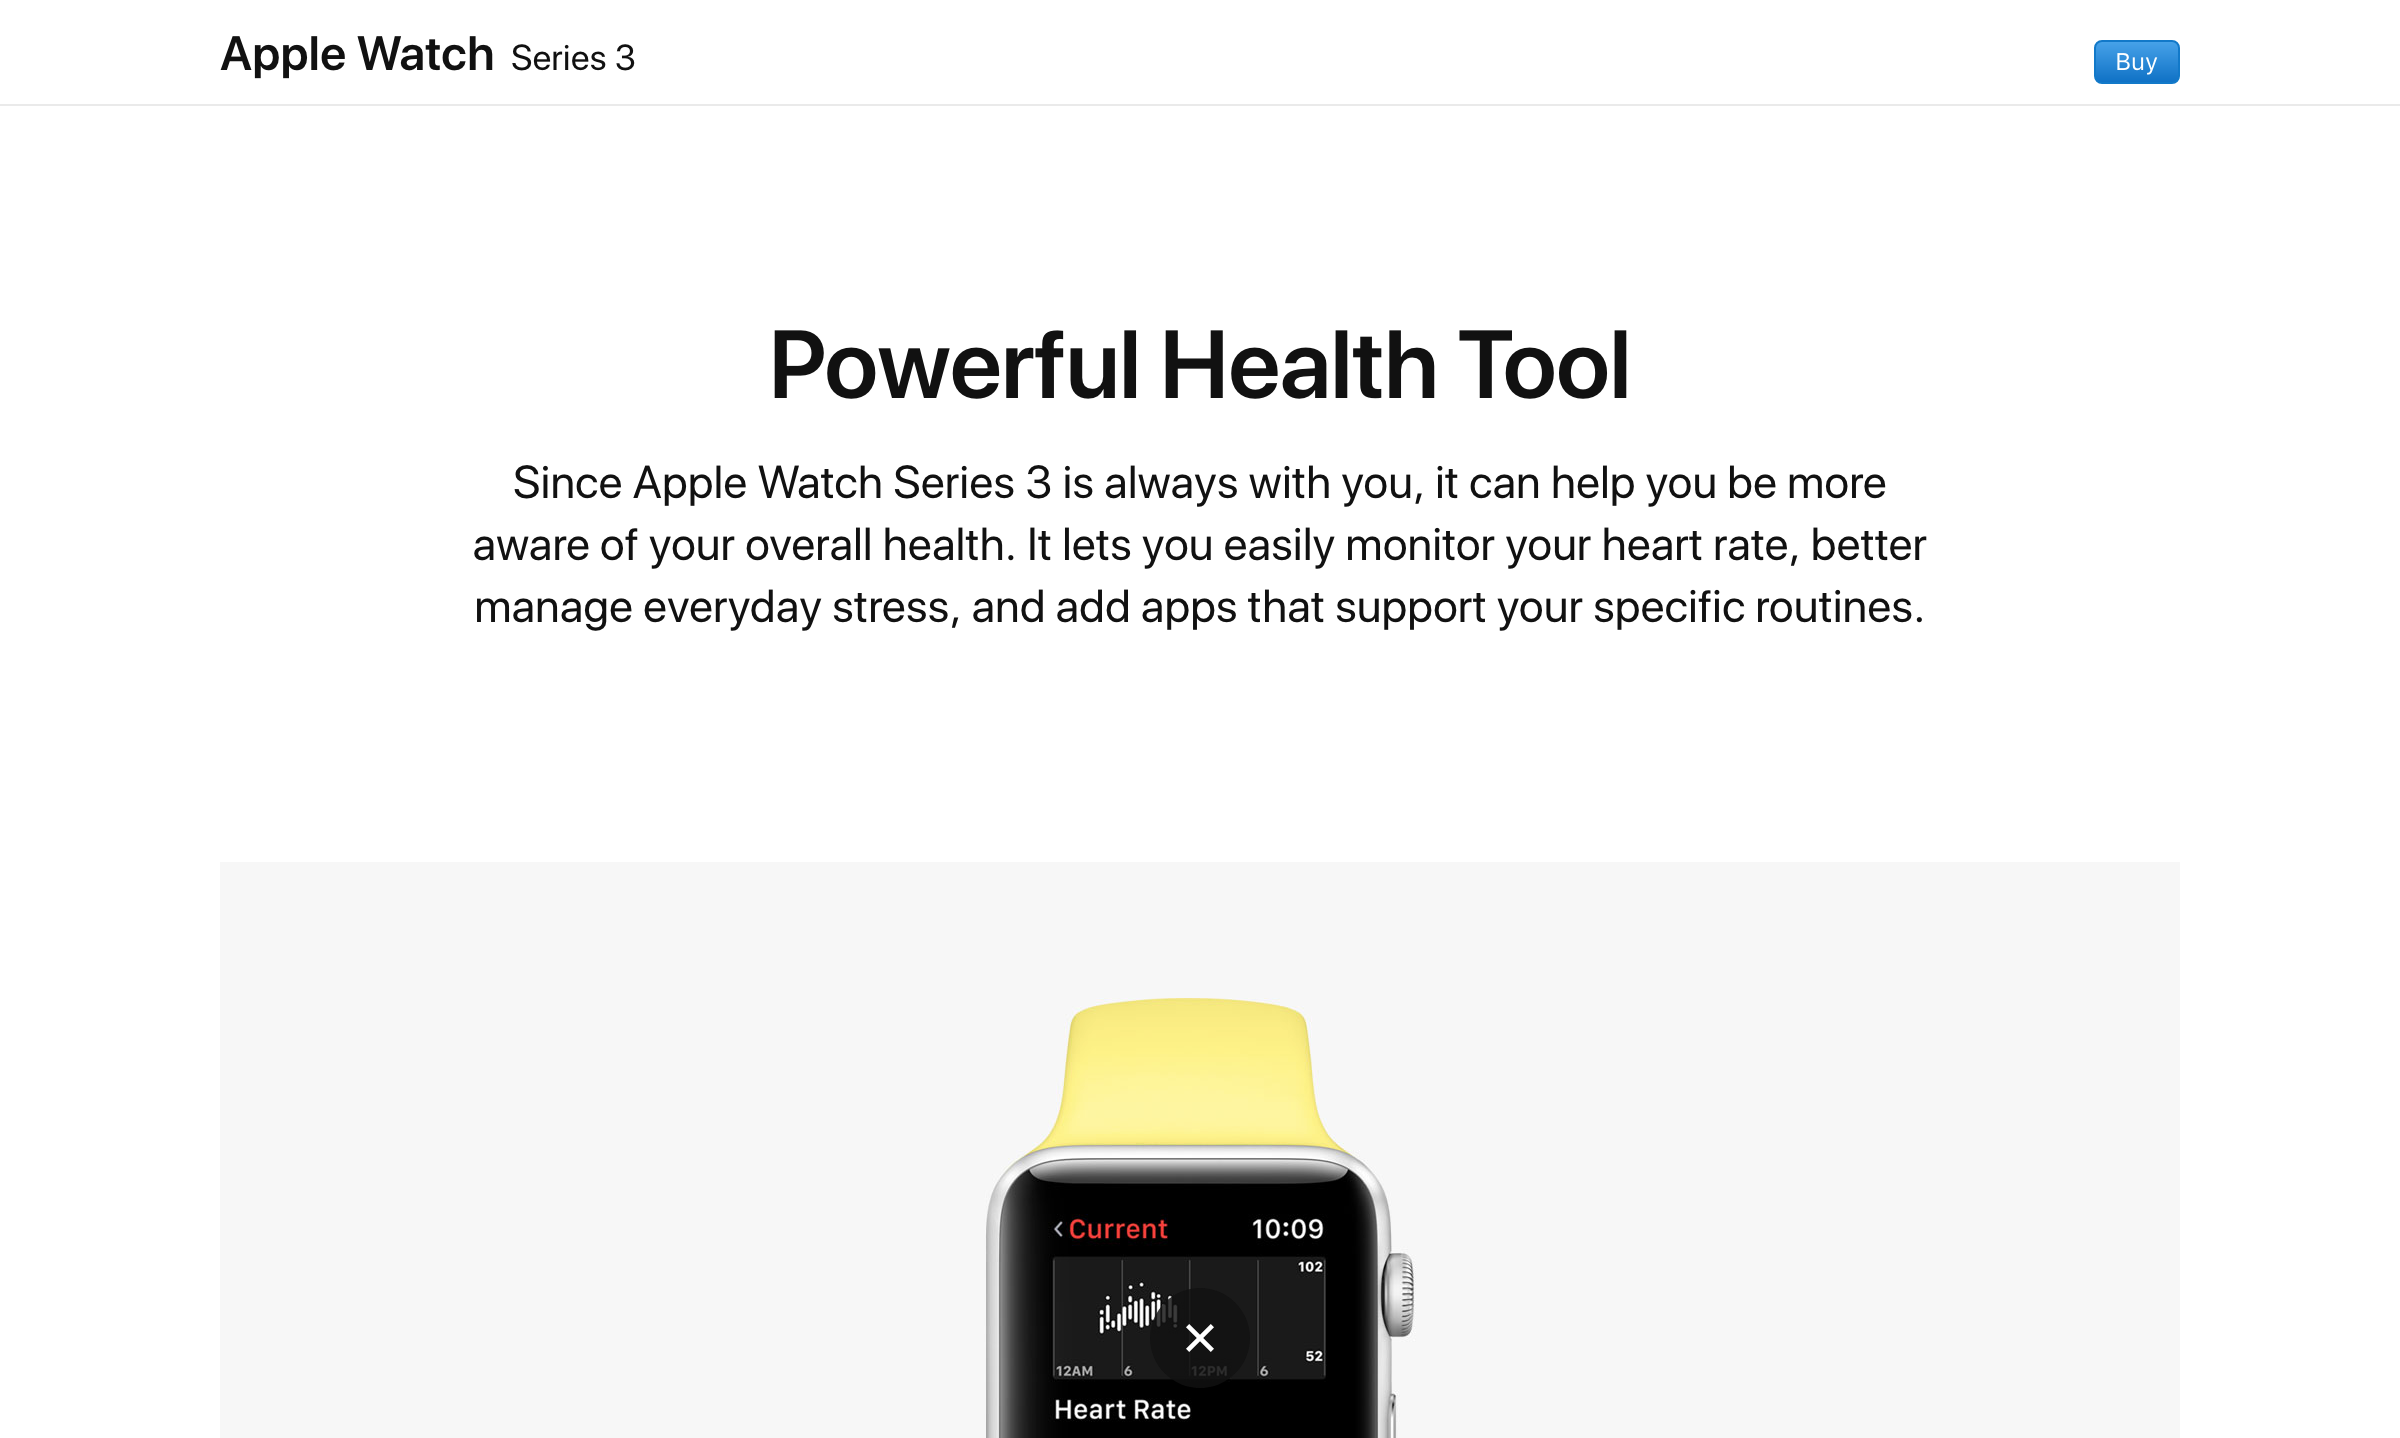 Apple Watch Series 3
Buy
Powerful Health Tool
Since Apple Watch Series 3 is always with you, it can help you be more
aware of your overall health. It lets you easily monitor your heart rate, better
manage everyday stress, and add apps that support your specific routines.
Current 10:09
102
52
12AM 6 12PM 6
Heart Rate